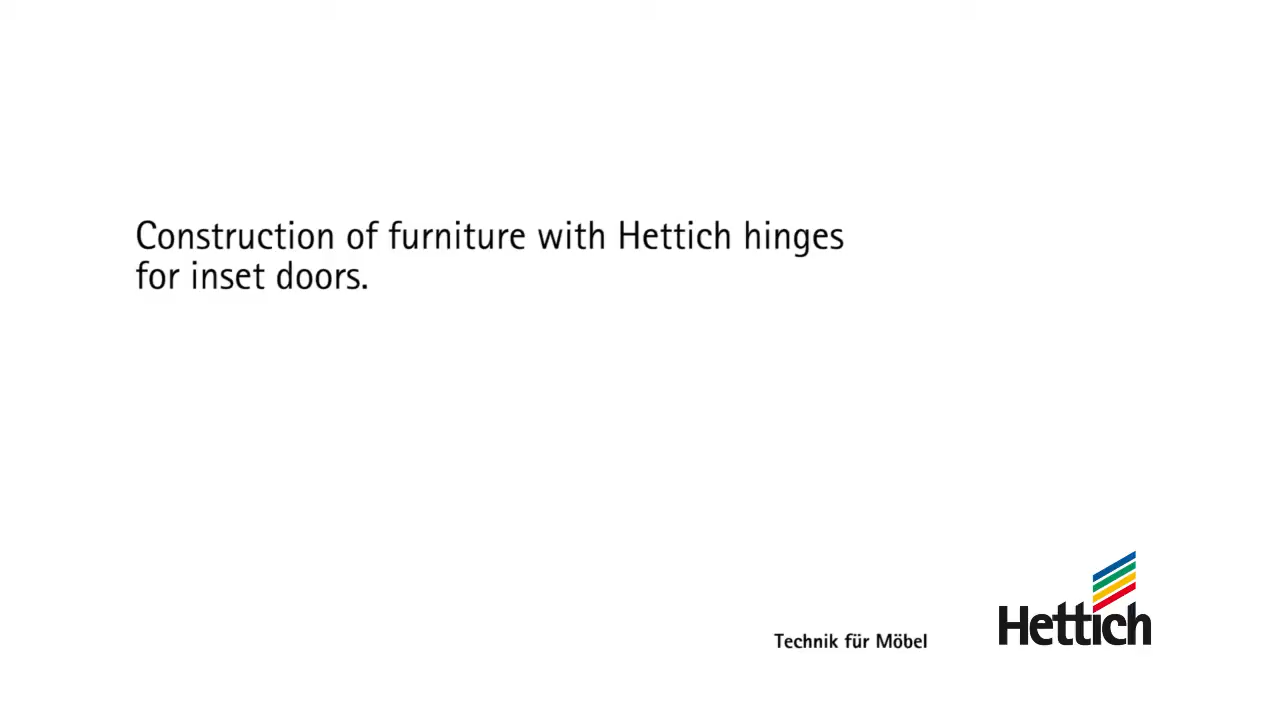 Construction of furniture with Hettich hinges
for inset doors.
Technik für Möbel
Hettich